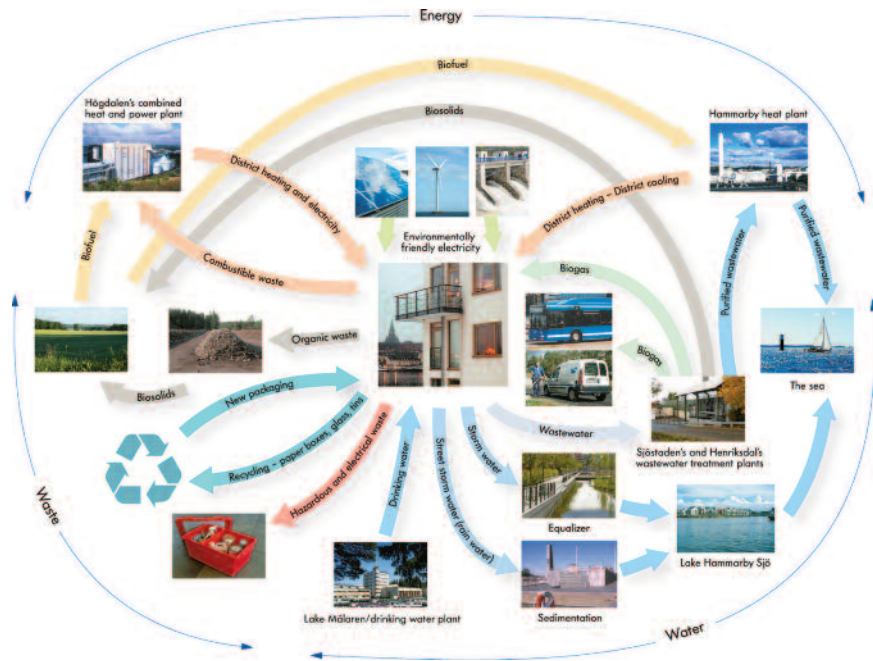 Energy
Biofuel
Högdalen's combined
heat and power plant
Biosolids
Hammarby heat plant
District heating and electricity
District heating – District cooling
Environmentally
friendly electricity
Biofuel
Combustible waste
Biogas
Purified wastewater
Purified wastewater
Organic waste
Biogas
The sea
Biosolids
New packaging
Recycling – paper boxes, glass, tins
Hazardous and electrical waste
Drinking water
Street storm water (rain water)
Storm water
Wastewater
Sjöstaden's and Henriksdal's
wastewater treatment plants
Waste
Equalizer
Lake Hammarby Sjö
Lake Mälaren/drinking water plant
Sedimentation
Water